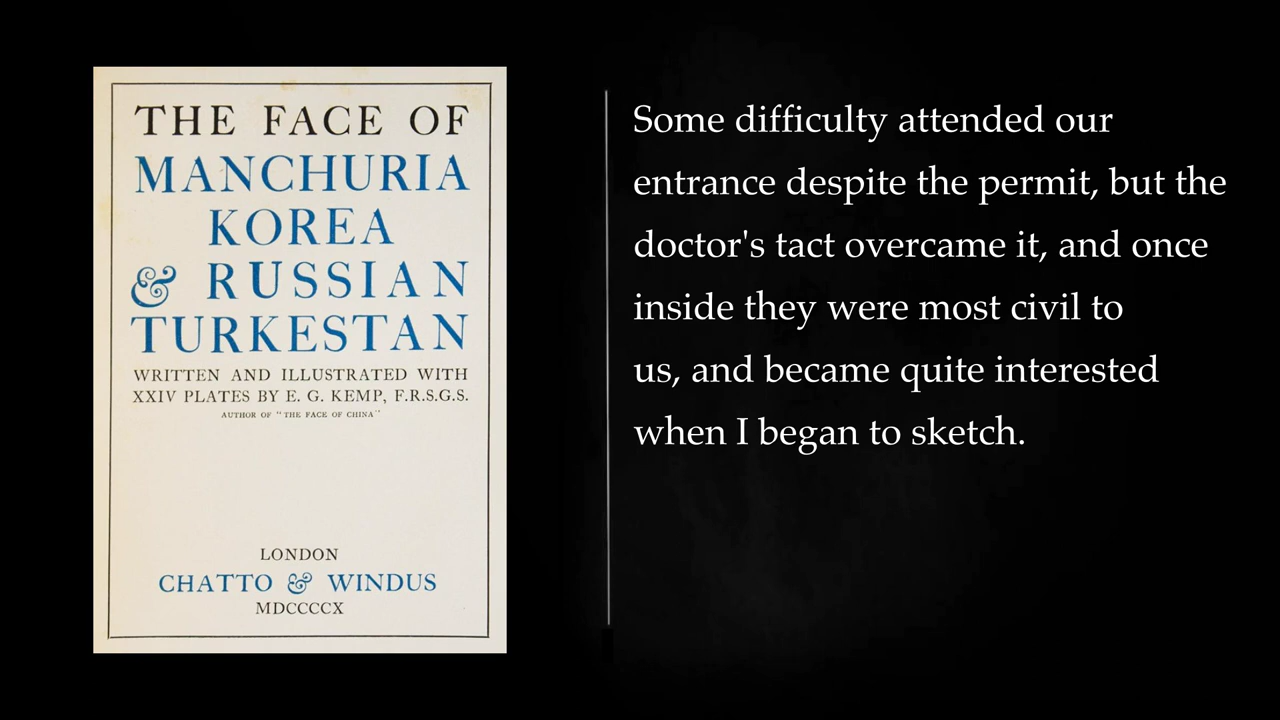 THE FACE OF
MANCHURIA
KOREA
& RUSSIAN
TURKESTAN
WRITTEN AND ILLUSTRATED WITH
XXIV PLATES BY E. G. KEMP, F.R.S.G.S.
AUTHOR OF "THE FACE OF CHINA"
LONDON
CHATTO & WINDUS
MDCCCCX
Some difficulty attended our
entrance despite the permit, but the
doctor's tact overcame it, and once
inside they were most civil to
us, and became quite interested
when I began to sketch.